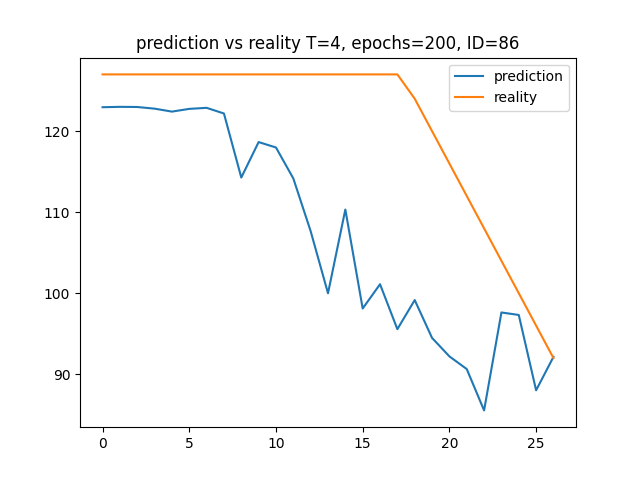 prediction vs reality T=4, epochs=200, ID=86
prediction
reality
120
110
100
90
0 5 10 15 20 25